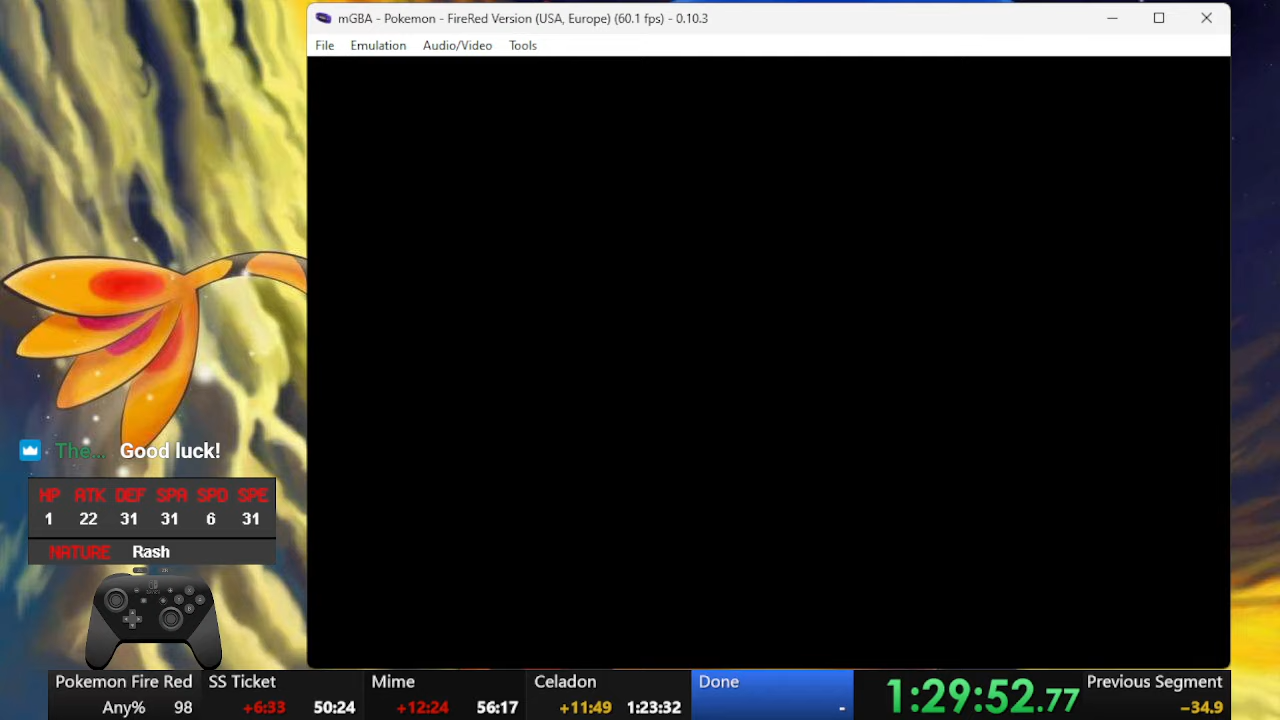 mGBA - Pokemon - FireRed Version (USA, Europe) (60.1 fps) - 0.10.3
File Emulation Audio/Video Tools
The... Good luck!
HP ATK DEF SPA SPD SPE
1 22 31 31 6 31
NATURE Rash
Pokemon Fire Red SS Ticket Mime Celadon Done 1:29:52.77 Previous Segment
Any% 98 +6:33 50:24 +12:24 56:17 +11:49 1:23:32 - −34.9